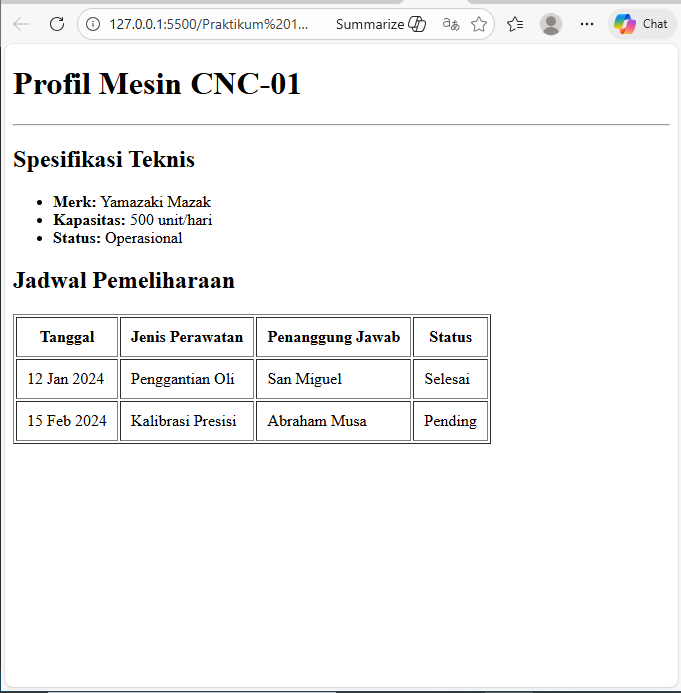 127.0.0.1:5500/Praktikum%201... Summarize aあ Chat
Profil Mesin CNC-01
Spesifikasi Teknis
• Merk: Yamazaki Mazak
• Kapasitas: 500 unit/hari
• Status: Operasional
Jadwal Pemeliharaan
Tanggal Jenis Perawatan Penanggung Jawab Status
12 Jan 2024 Penggantian Oli San Miguel Selesai
15 Feb 2024 Kalibrasi Presisi Abraham Musa Pending